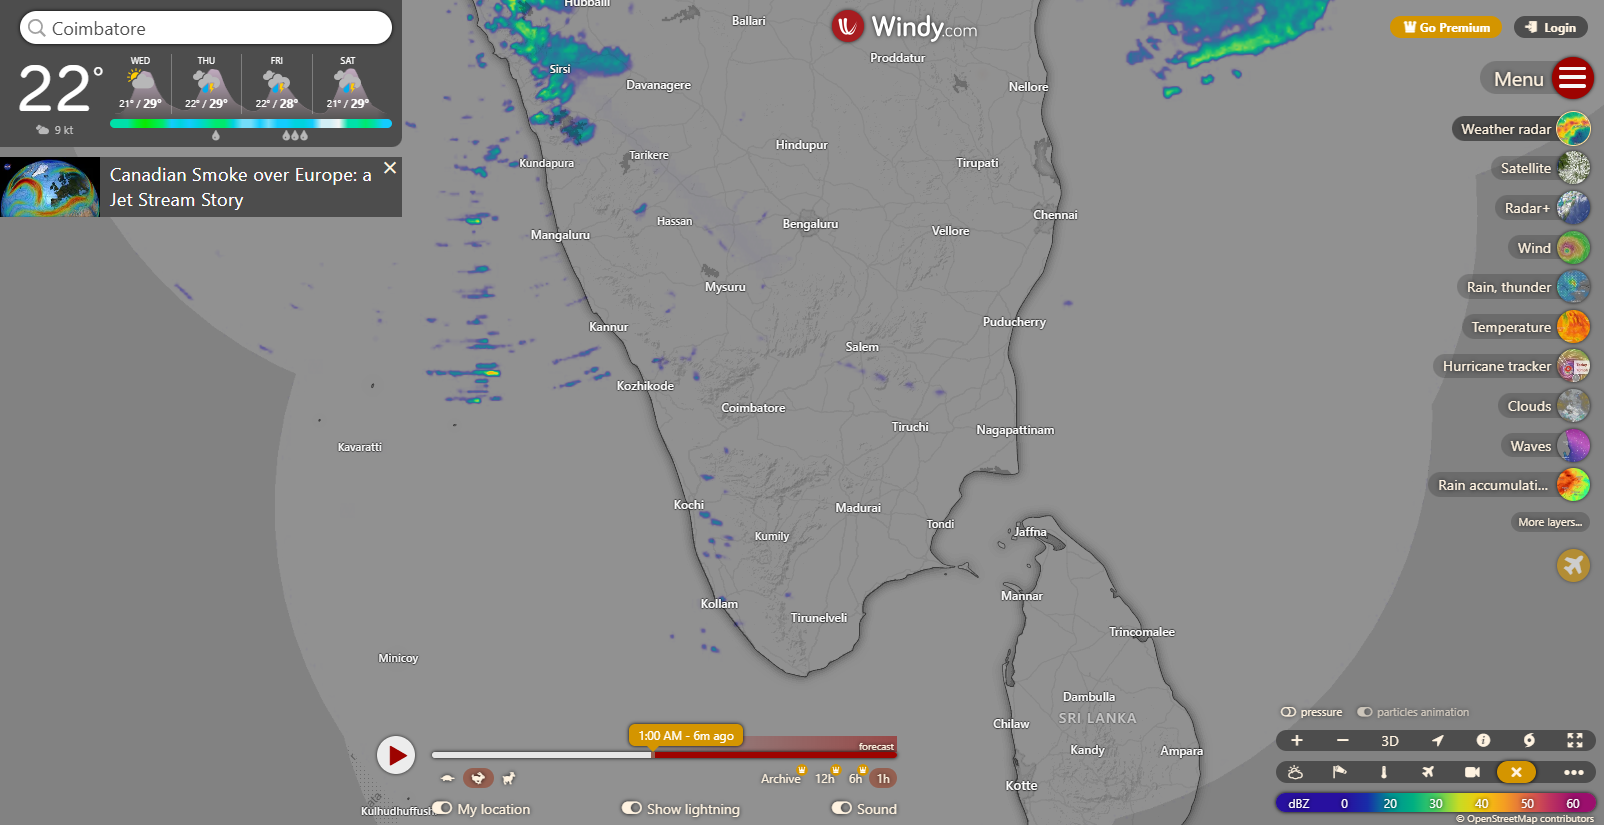 Coimbatore
22°
9 kt
WED THU FRI SAT
21° / 29° 22° / 29° 22° / 28° 21° / 29°
Canadian Smoke over Europe: a
Jet Stream Story
Windy.com
Go Premium
Login
Menu
Weather radar
Satellite
Radar+
Wind
Rain, thunder
Temperature
Hurricane tracker
Clouds
Waves
Rain accumulati...
More layers...
Hubballi
Ballari
Proddatur
Sirsi
Davanagere
Nellore
Hindupur
Tarikere
Kundapura
Tirupati
Chennai
Hassan
Bengaluru
Vellore
Mangaluru
Mysuru
Kannur
Puducherry
Salem
Kozhikode
Coimbatore
Tiruchi
Nagapattinam
Kavaratti
Kochi
Madurai
Tondi
Jaffna
Kumily
Mannar
Kollam
Tirunelveli
Trincomalee
Minicoy
Dambulla
SRI LANKA
Chilaw
Kandy
Ampara
Kotte
Kulhudhuffushi
1:00 AM - 6m ago
forecast
Archive 12h 6h 1h
My location
Show lightning
Sound
pressure
particles animation
+ − 3D
dBZ 0 20 30 40 50 60
© OpenStreetMap contributors